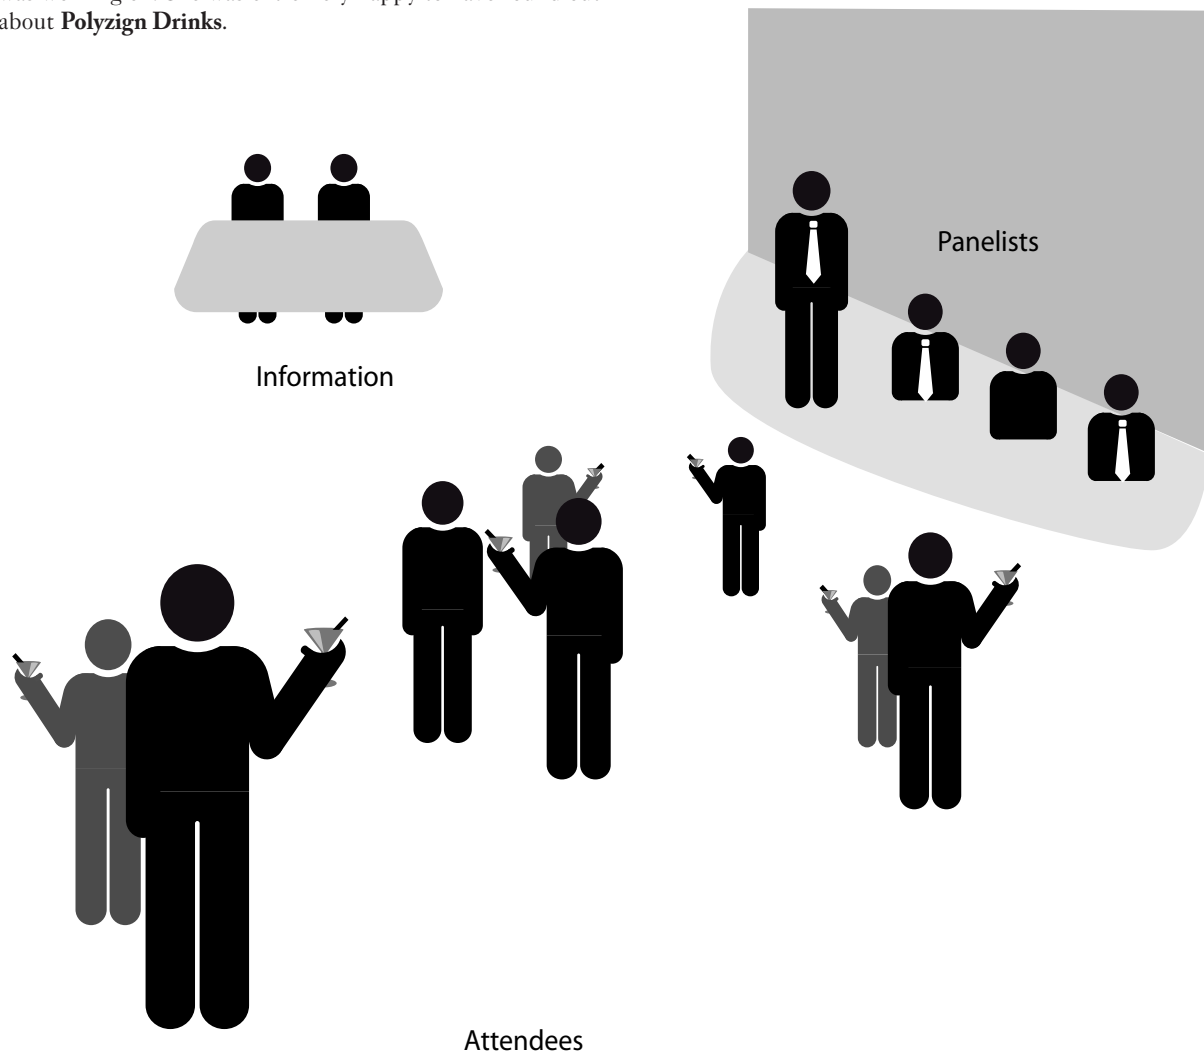 about Polyzign Drinks.
Panelists
Information
Attendees